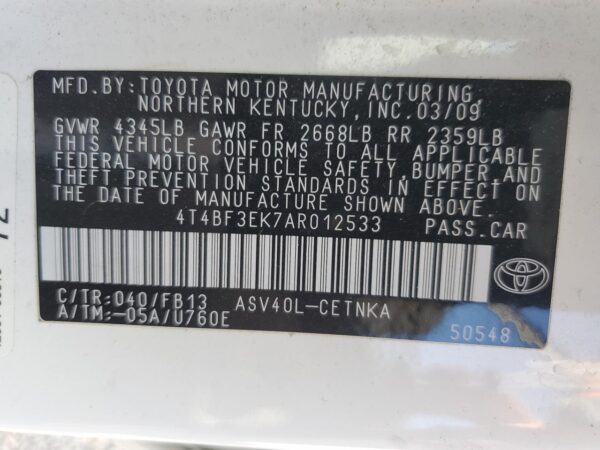 MFD.BY:TOYOTA MOTOR MANUFACTURING,
NORTHERN KENTUCKY,INC.03/09
GVWR 4345LB GAWR FR 2668LB RR 2359LB
THIS VEHICLE CONFORMS TO ALL APPLICABLE
FEDERAL MOTOR VEHICLE SAFETY,BUMPER AND
THEFT PREVENTION STANDARDS IN EFFECT ON
THE DATE OF MANUFACTURE SHOWN ABOVE.
4T4BF3EK7AR012533 PASS.CAR
C/TR:040/FB13 ASV40L-CETNKA
A/TM:-05A/U760E
50548